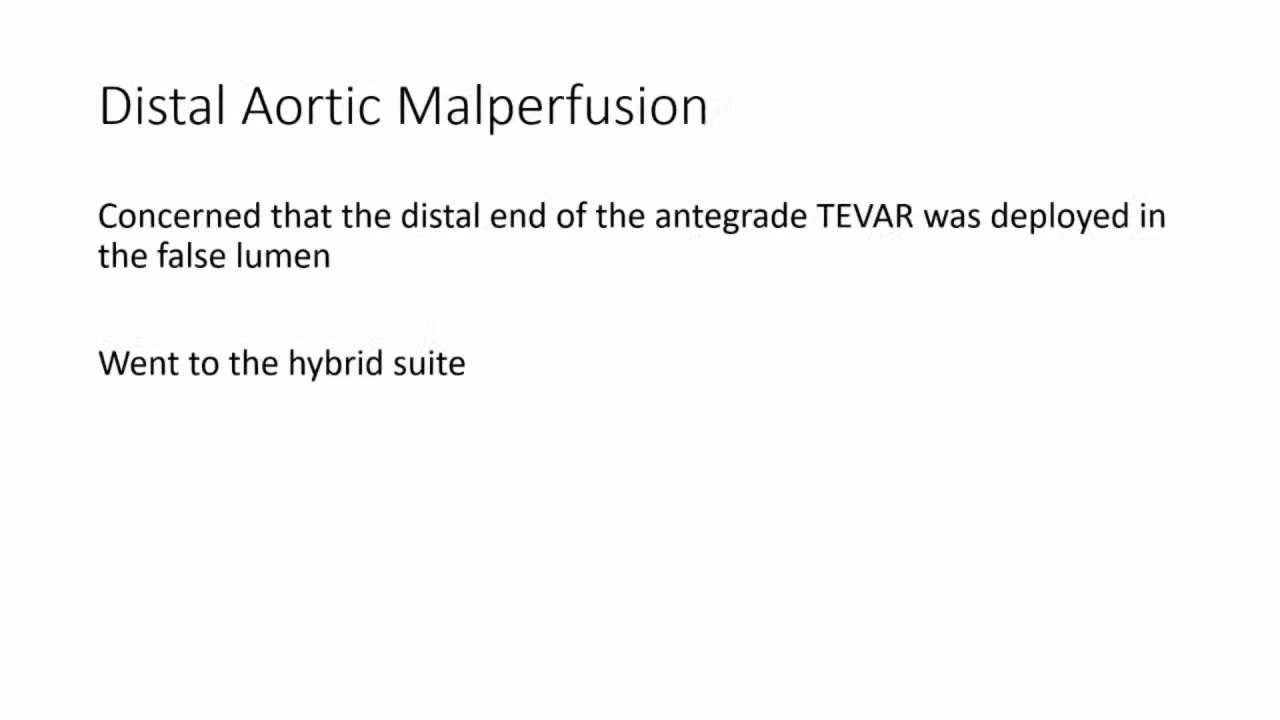 Distal Aortic Malperfusion
Concerned that the distal end of the antegrade TEVAR was deployed in
the false lumen
Went to the hybrid suite